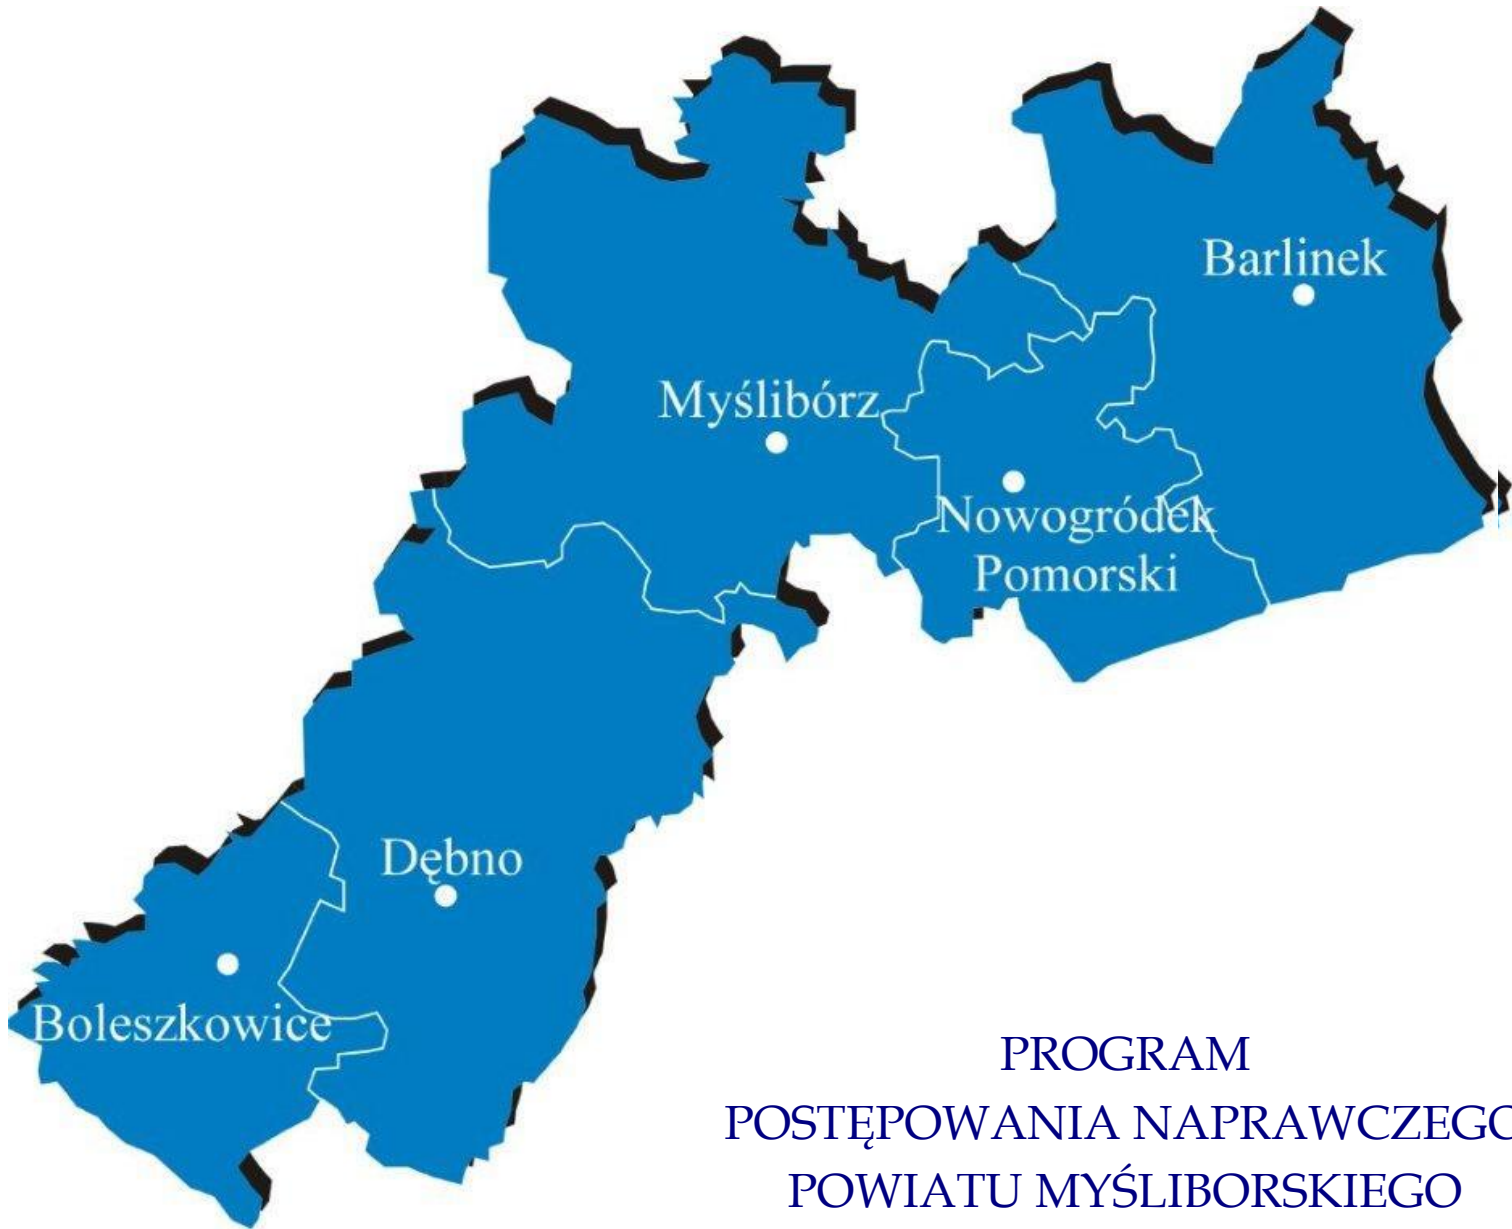 Barlinek
Myślibórz
Nowogródek
Pomorski
Dębno
Boleszkowice
PROGRAM
POSTĘPOWANIA NAPRAWCZEGO
POWIATU MYŚLIBORSKIEGO